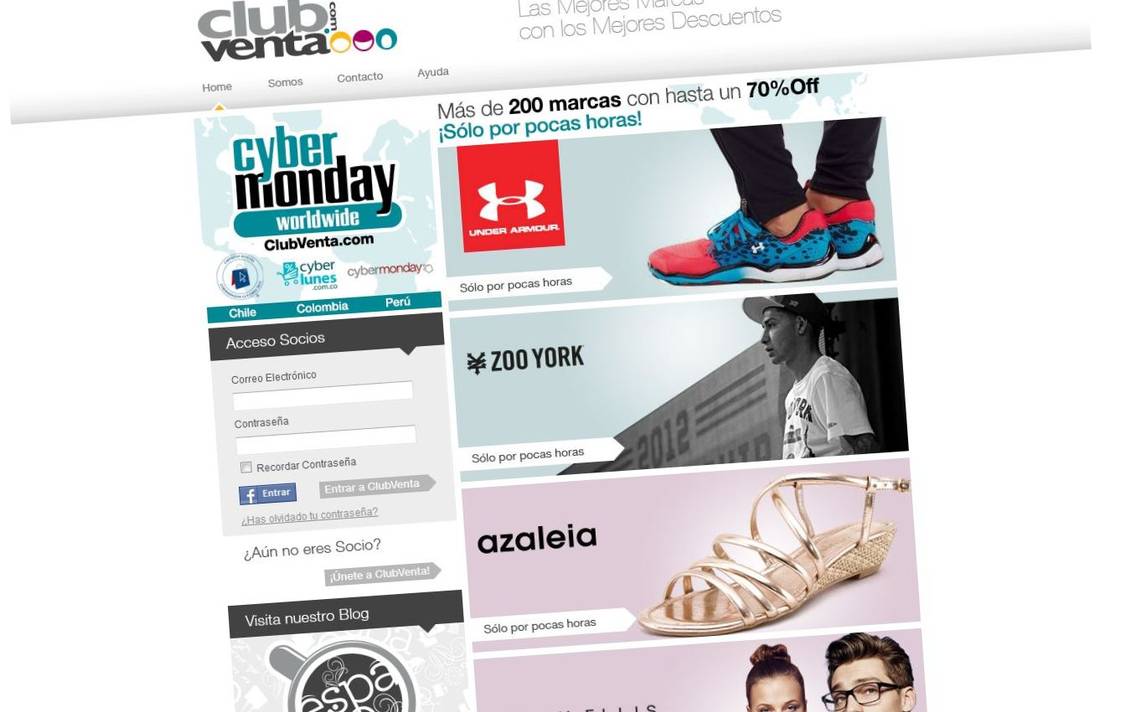 club
.com
venta
Las Mejores Marcas
con los Mejores Descuentos
Home
Somos
Contacto
Ayuda
cyber
monday
worldwide
ClubVenta.com
cyber
lunes
.com.co
cybermonday
Chile
Colombia
Perú
Más de 200 marcas con hasta un 70%Off
¡Sólo por pocas horas!
UNDER ARMOUR.
Sólo por pocas horas
ZOO YORK
2012
Sólo por pocas horas
azaleia
Sólo por pocas horas
Acceso Socios
Correo Electrónico
Contraseña
Recordar Contraseña
f Entrar
Entrar a ClubVenta
¿Has olvidado tu contraseña?
¿Aún no eres Socio?
¡Únete a ClubVenta!
Visita nuestro Blog
espa